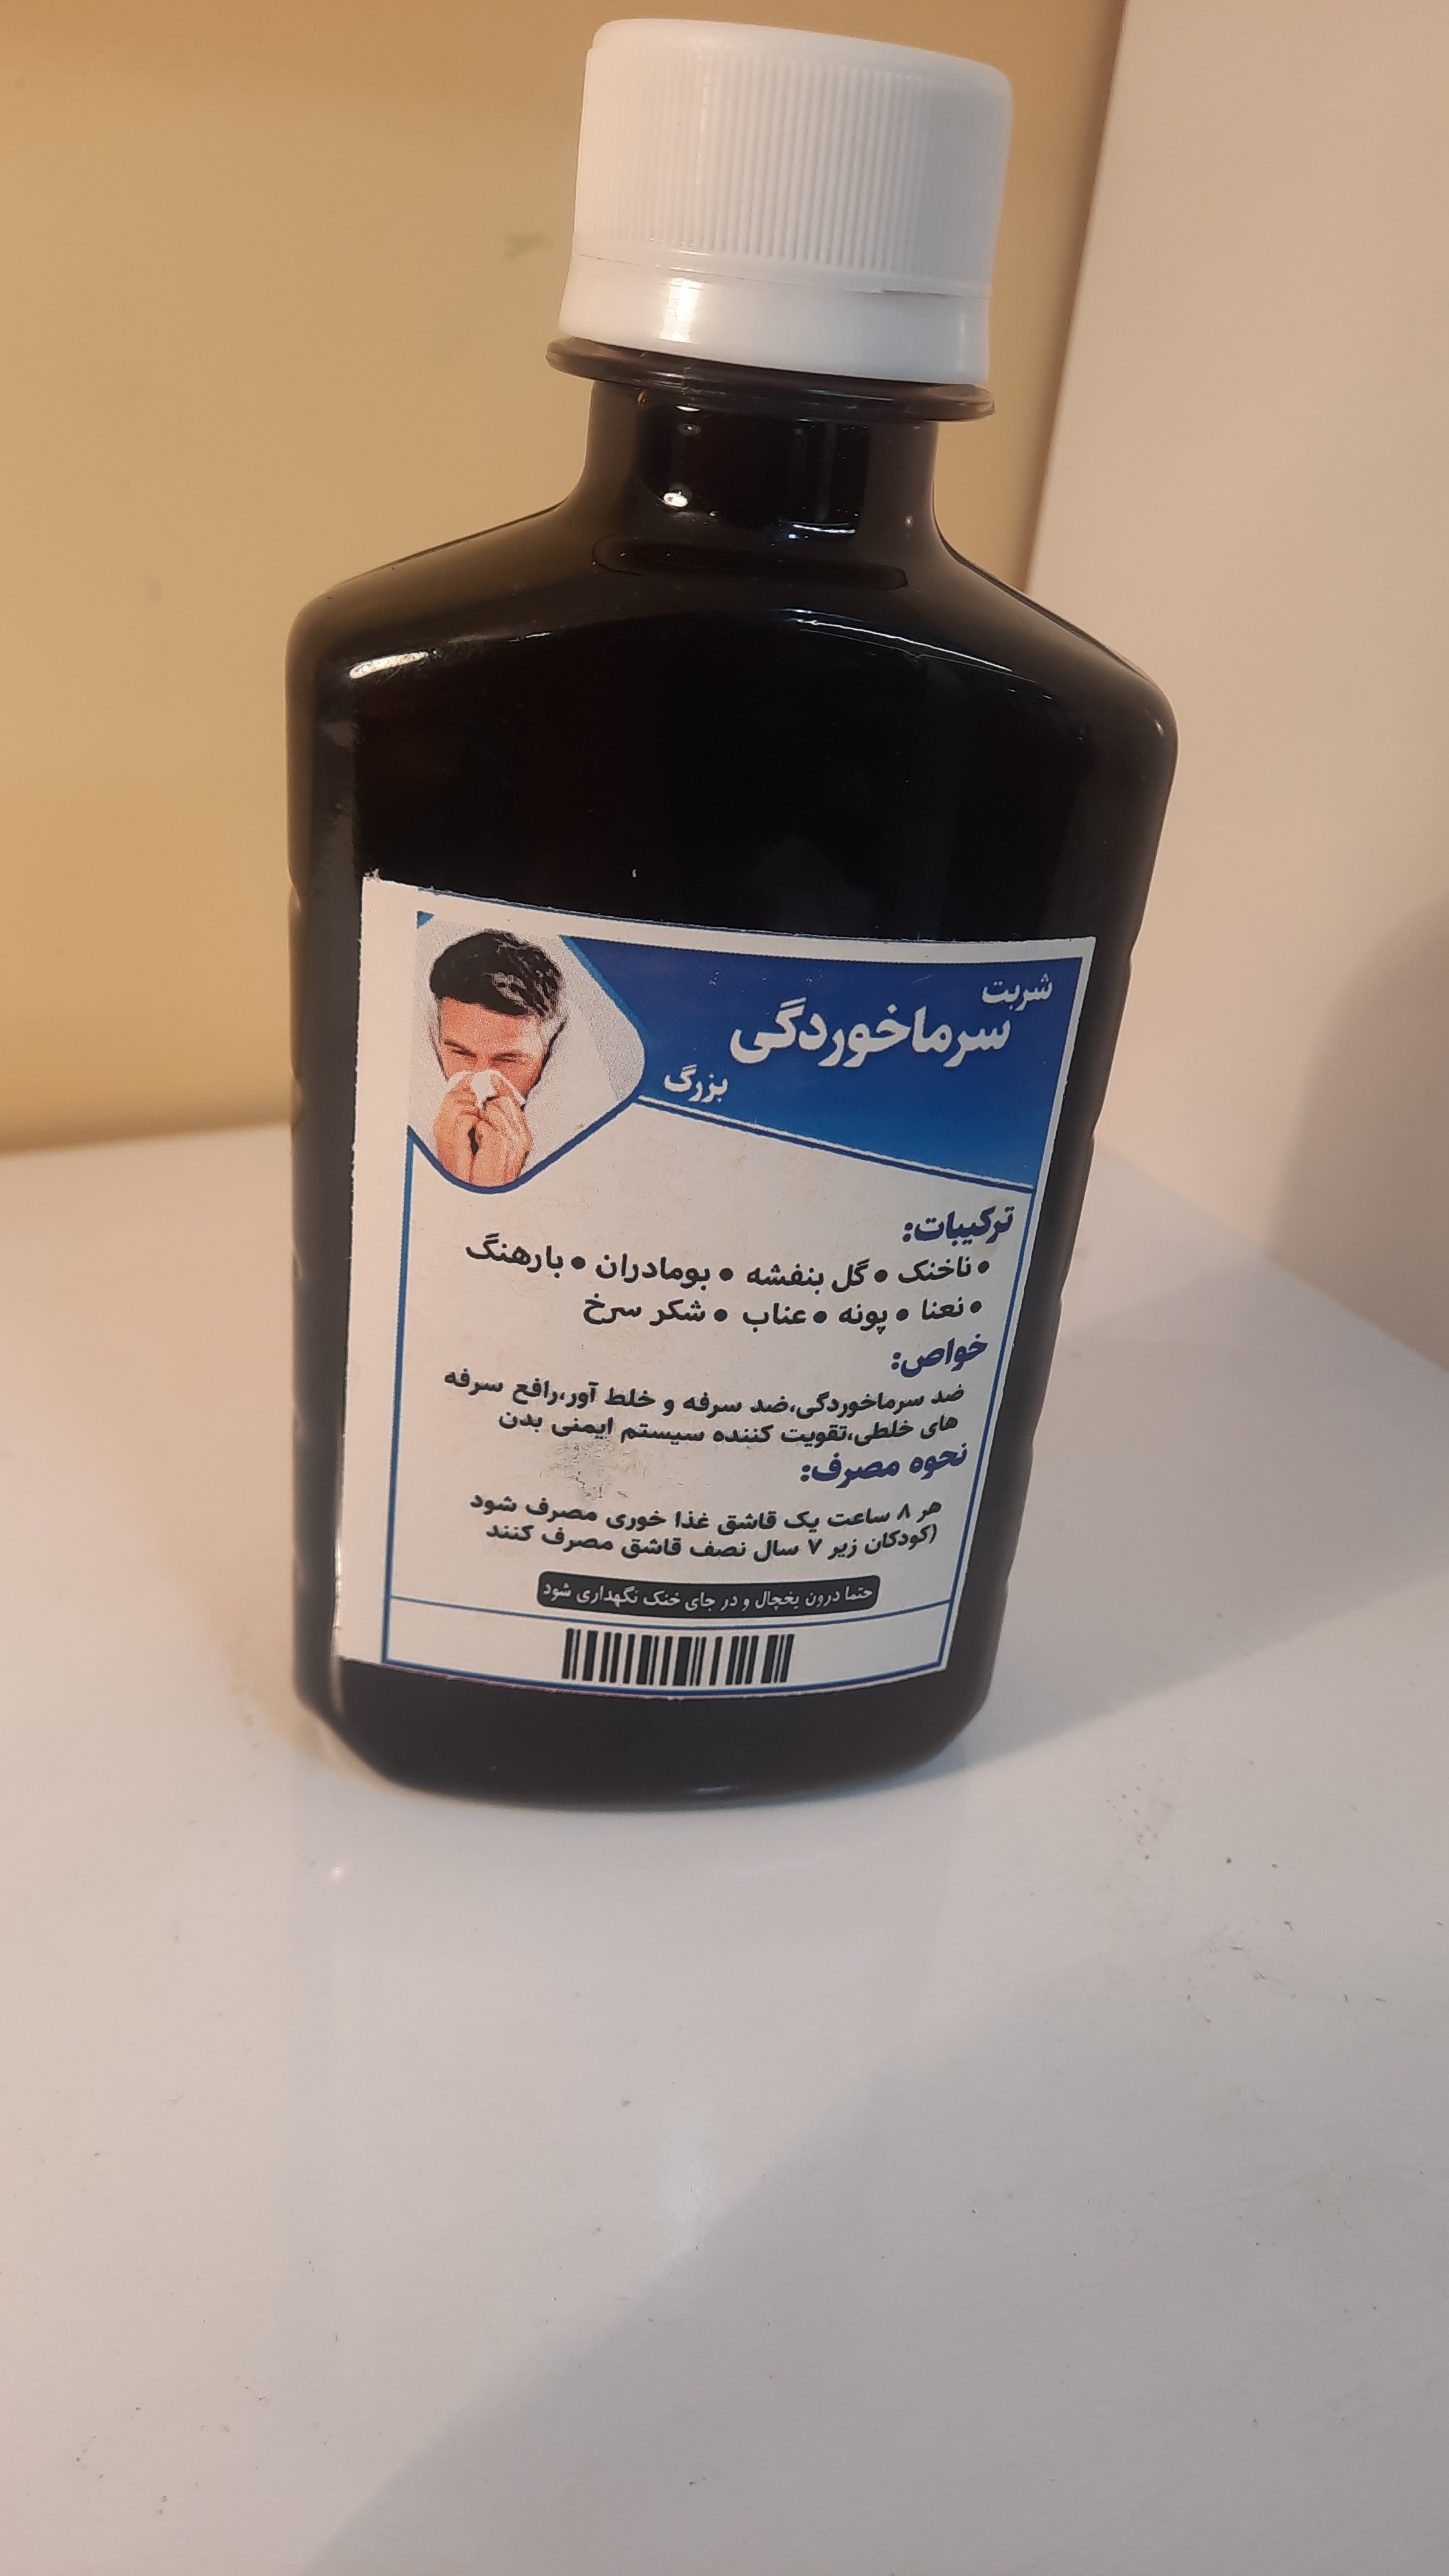 شربت
سرماخوردگی
بزرگ
ترکیبات:
• ناخنک • گل بنفشه • بومادران • بارهنگ
• نعنا • پونه • عناب • شکر سرخ
خواص:
ضد سرماخوردگی،ضد سرفه و خلط آور،رافع سرفه
های خلطی،تقویت کننده سیستم ایمنی بدن
نحوه مصرف:
هر ۸ ساعت یک قاشق غذا خوری مصرف شود
(کودکان زیر ۷ سال نصف قاشق مصرف کنند
حتما درون یخچال و در جای خنک نگهداری شود